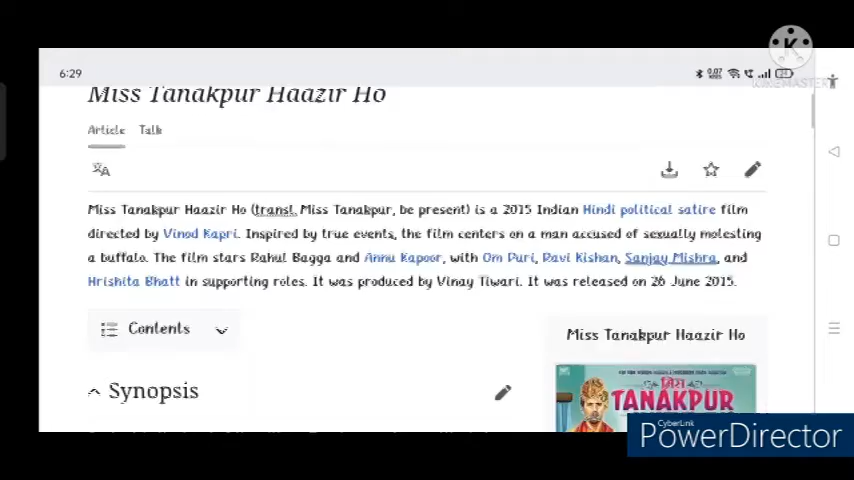 6:29
0.07
Miss Tanakpur Haazir Ho
KINEMASTER
Article Talk
Miss Tanakpur Haazir Ho (transl. Miss Tanakpur, be present) is a 2015 Indian Hindi political satire film
directed by Vinod Kapri. Inspired by true events, the film centers on a man accused of sexually molesting
a buffalo. The film stars Rahul Bagga and Annu Kapoor, with Om Puri, Ravi Kishan, Sanjay Mishra, and
Hrishita Bhatt in supporting roles. It was produced by Vinay Tiwari. It was released on 26 June 2015.
Contents
Miss Tanakpur Haazir Ho
Synopsis
मिस
TANAKPUR
CyberLink
PowerDirector